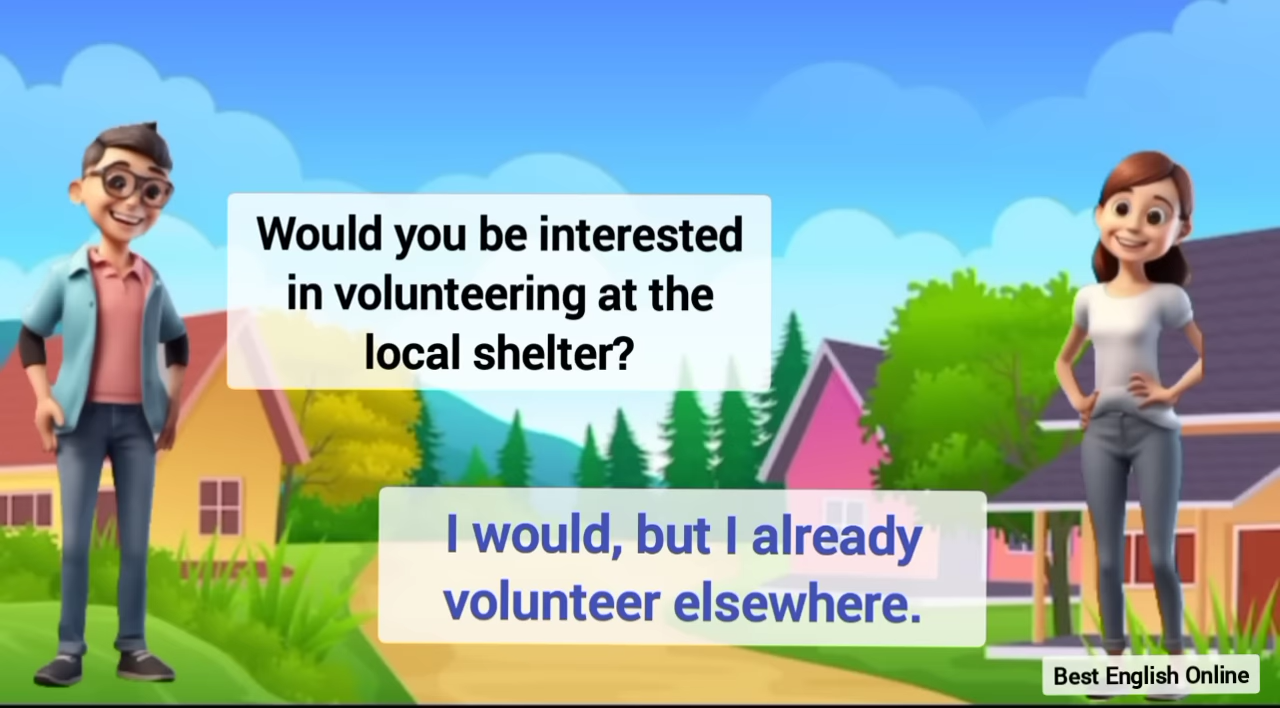 Would you be interested
in volunteering at the
local shelter?
I would, but I already
volunteer elsewhere.
Best English Online